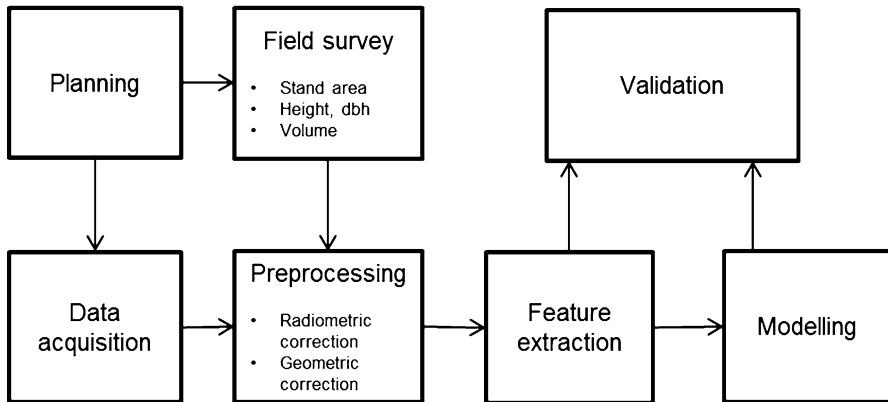 Planning
Field survey
• Stand area
• Height, dbh
• Volume
Validation
Data
acquisition
Preprocessing
• Radiometric
correction
• Geometric
correction
Feature
extraction
Modelling